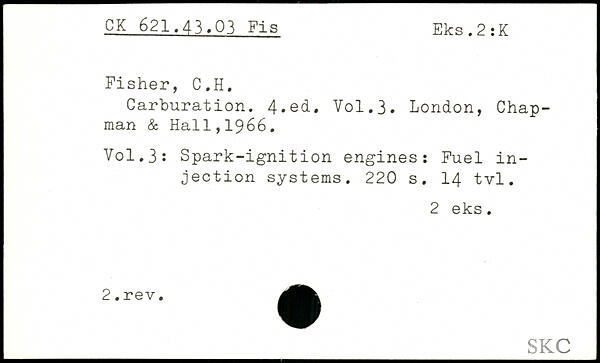 CK 621.43.03 Fis
Eks.2:K
Fisher, C.H.
Carburation. 4.ed. Vol.3. London, Chap-
man & Hall,1966.
Vol.3: Spark-ignition engines: Fuel in-
jection systems. 220 s. 14 tvl.
2 eks.
2.rev.
SKC